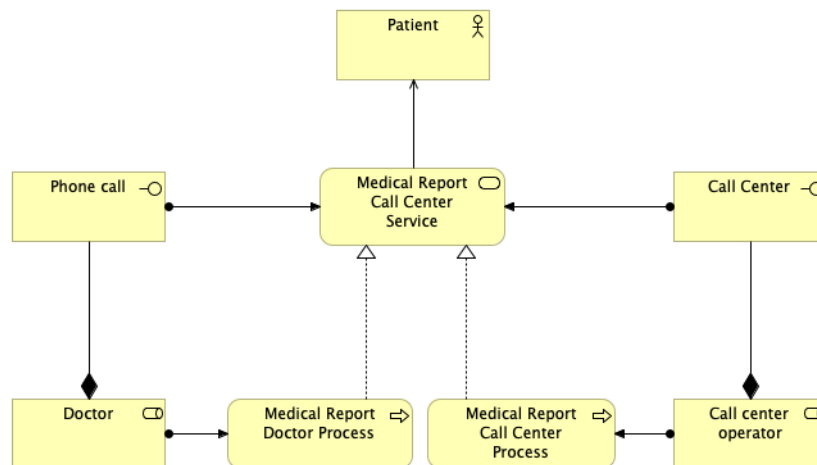 Patient
Phone call
Medical Report
Call Center
Service
Call Center
Doctor
Medical Report
Doctor Process
Medical Report
Call Center
Process
Call center
operator